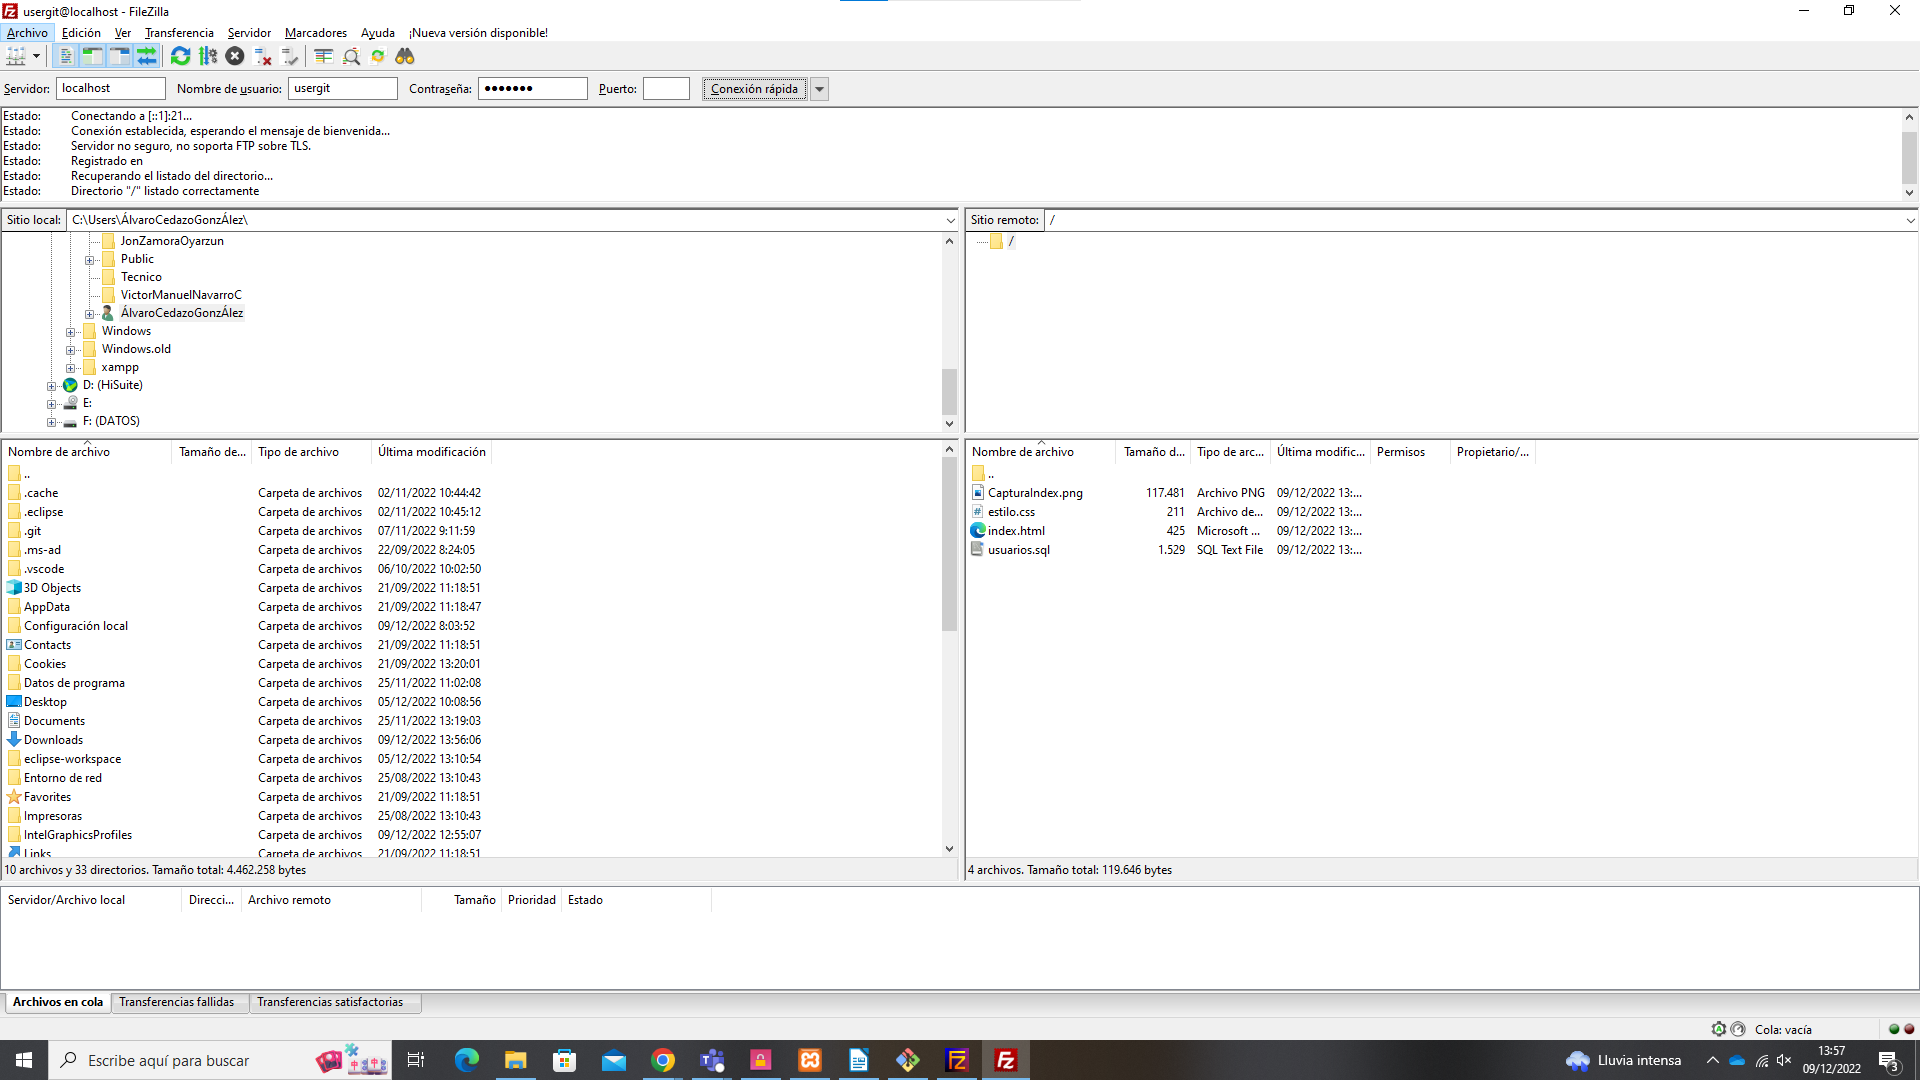 usergit@localhost - FileZilla
Archivo Edición Ver Transferencia Servidor Marcadores Ayuda ¡Nueva versión disponible!
Servidor: localhost Nombre de usuario: usergit Contraseña: ●●●●●●● Puerto: Conexión rápida
Estado: Conectando a [::1]:21...
Estado: Conexión establecida, esperando el mensaje de bienvenida...
Estado: Servidor no seguro, no soporta FTP sobre TLS.
Estado: Registrado en
Estado: Recuperando el listado del directorio...
Estado: Directorio "/" listado correctamente
Sitio local: C:\Users\ÁlvaroCedazoGonzÁlez\
JonZamoraOyarzun
Public
Tecnico
VictorManuelNavarroC
ÁlvaroCedazoGonzÁlez
Windows
Windows.old
xampp
D: (HiSuite)
E:
F: (DATOS)
Sitio remoto: /
/
Nombre de archivo Tamaño de... Tipo de archivo Última modificación
..
.cache Carpeta de archivos 02/11/2022 10:44:42
.eclipse Carpeta de archivos 02/11/2022 10:45:12
.git Carpeta de archivos 07/11/2022 9:11:59
.ms-ad Carpeta de archivos 22/09/2022 8:24:05
.vscode Carpeta de archivos 06/10/2022 10:02:50
3D Objects Carpeta de archivos 21/09/2022 11:18:51
AppData Carpeta de archivos 21/09/2022 11:18:47
Configuración local Carpeta de archivos 09/12/2022 8:03:52
Contacts Carpeta de archivos 21/09/2022 11:18:51
Cookies Carpeta de archivos 21/09/2022 13:20:01
Datos de programa Carpeta de archivos 25/11/2022 11:02:08
Desktop Carpeta de archivos 05/12/2022 10:08:56
Documents Carpeta de archivos 25/11/2022 13:19:03
Downloads Carpeta de archivos 09/12/2022 13:56:06
eclipse-workspace Carpeta de archivos 05/12/2022 13:10:54
Entorno de red Carpeta de archivos 25/08/2022 13:10:43
Favorites Carpeta de archivos 21/09/2022 11:18:51
Impresoras Carpeta de archivos 25/08/2022 13:10:43
IntelGraphicsProfiles Carpeta de archivos 09/12/2022 12:55:07
Links Carpeta de archivos 21/09/2022 11:18:51
10 archivos y 33 directorios. Tamaño total: 4.462.258 bytes
Nombre de archivo Tamaño d... Tipo de arc... Última modific... Permisos Propietario/...
..
CapturaIndex.png 117.481 Archivo PNG 09/12/2022 13:...
estilo.css 211 Archivo de... 09/12/2022 13:...
index.html 425 Microsoft ... 09/12/2022 13:...
usuarios.sql 1.529 SQL Text File 09/12/2022 13:...
4 archivos. Tamaño total: 119.646 bytes
Servidor/Archivo local Direcci... Archivo remoto Tamaño Prioridad Estado
Archivos en cola Transferencias fallidas Transferencias satisfactorias
Cola: vacía
Escribe aquí para buscar
Lluvia intensa
13:57
09/12/2022
3